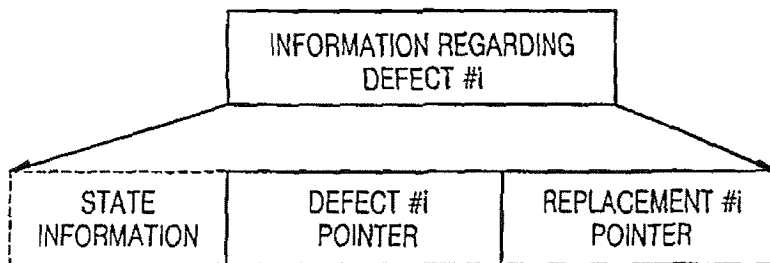 INFORMATION REGARDING
DEFECT #i
STATE
INFORMATION
DEFECT #i
POINTER
REPLACEMENT #i
POINTER